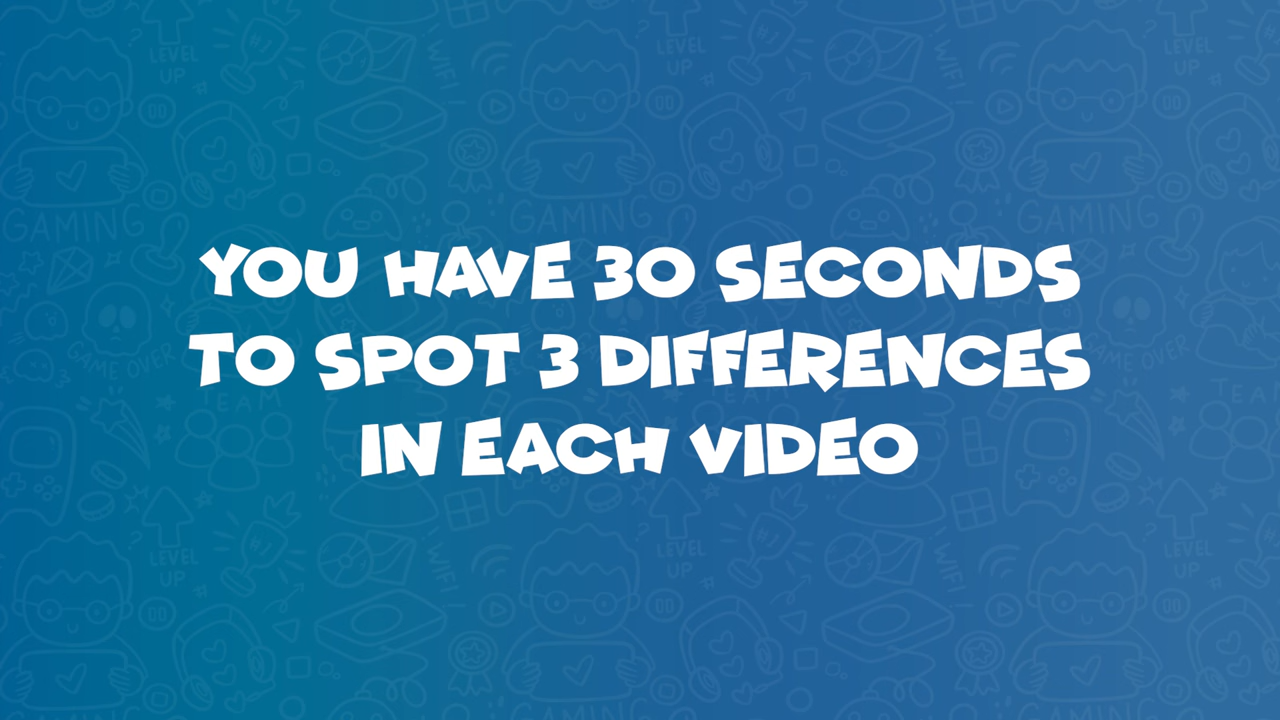 YOU HAVE 30 SECONDS
TO SPOT 3 DIFFERENCES
IN EACH VIDEO